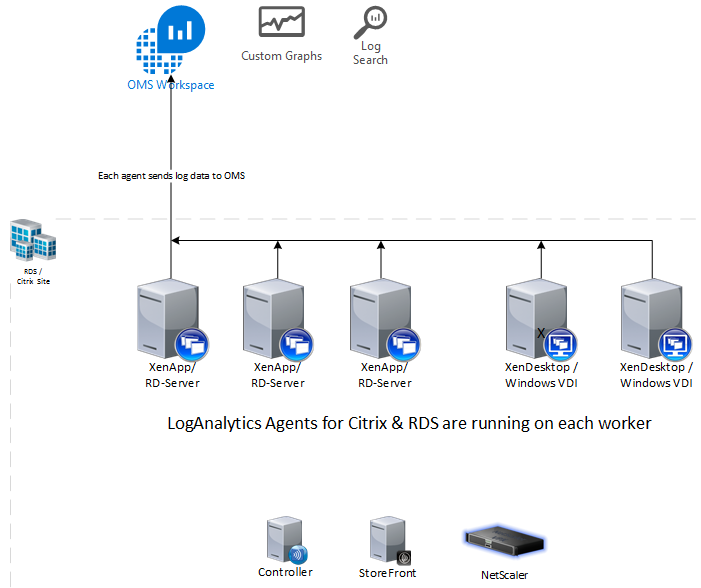 OMS Workspace
Custom Graphs
Log
Search
Each agent sends log data to OMS
RDS /
Citrix Site
X
XenApp/
RD-Server
XenApp/
RD-Server
XenApp/
RD-Server
XenDesktop /
Windows VDI
XenDesktop /
Windows VDI
LogAnalytics Agents for Citrix & RDS are running on each worker
Controller
StoreFront
NetScaler